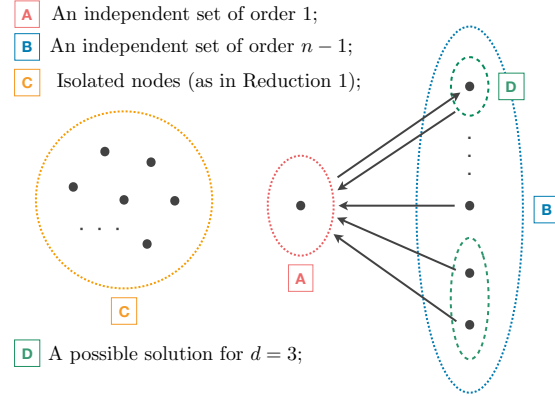 A An independent set of order 1;
B An independent set of order n − 1;
C Isolated nodes (as in Reduction 1);
D
B
A
C
D A possible solution for d = 3;